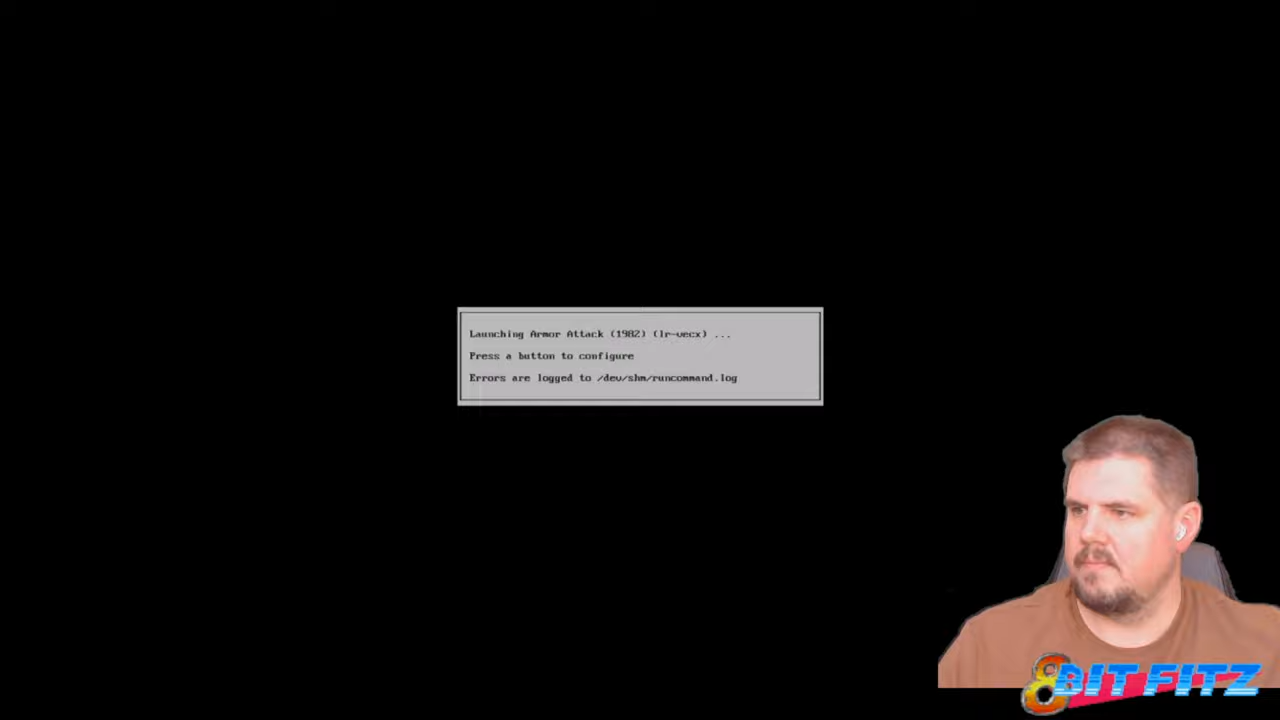 Launching Armor Attack (1982) (lr-vecx) ...
Press a button to configure
Errors are logged to /dev/shm/runcommand.log
8BIT FITZ